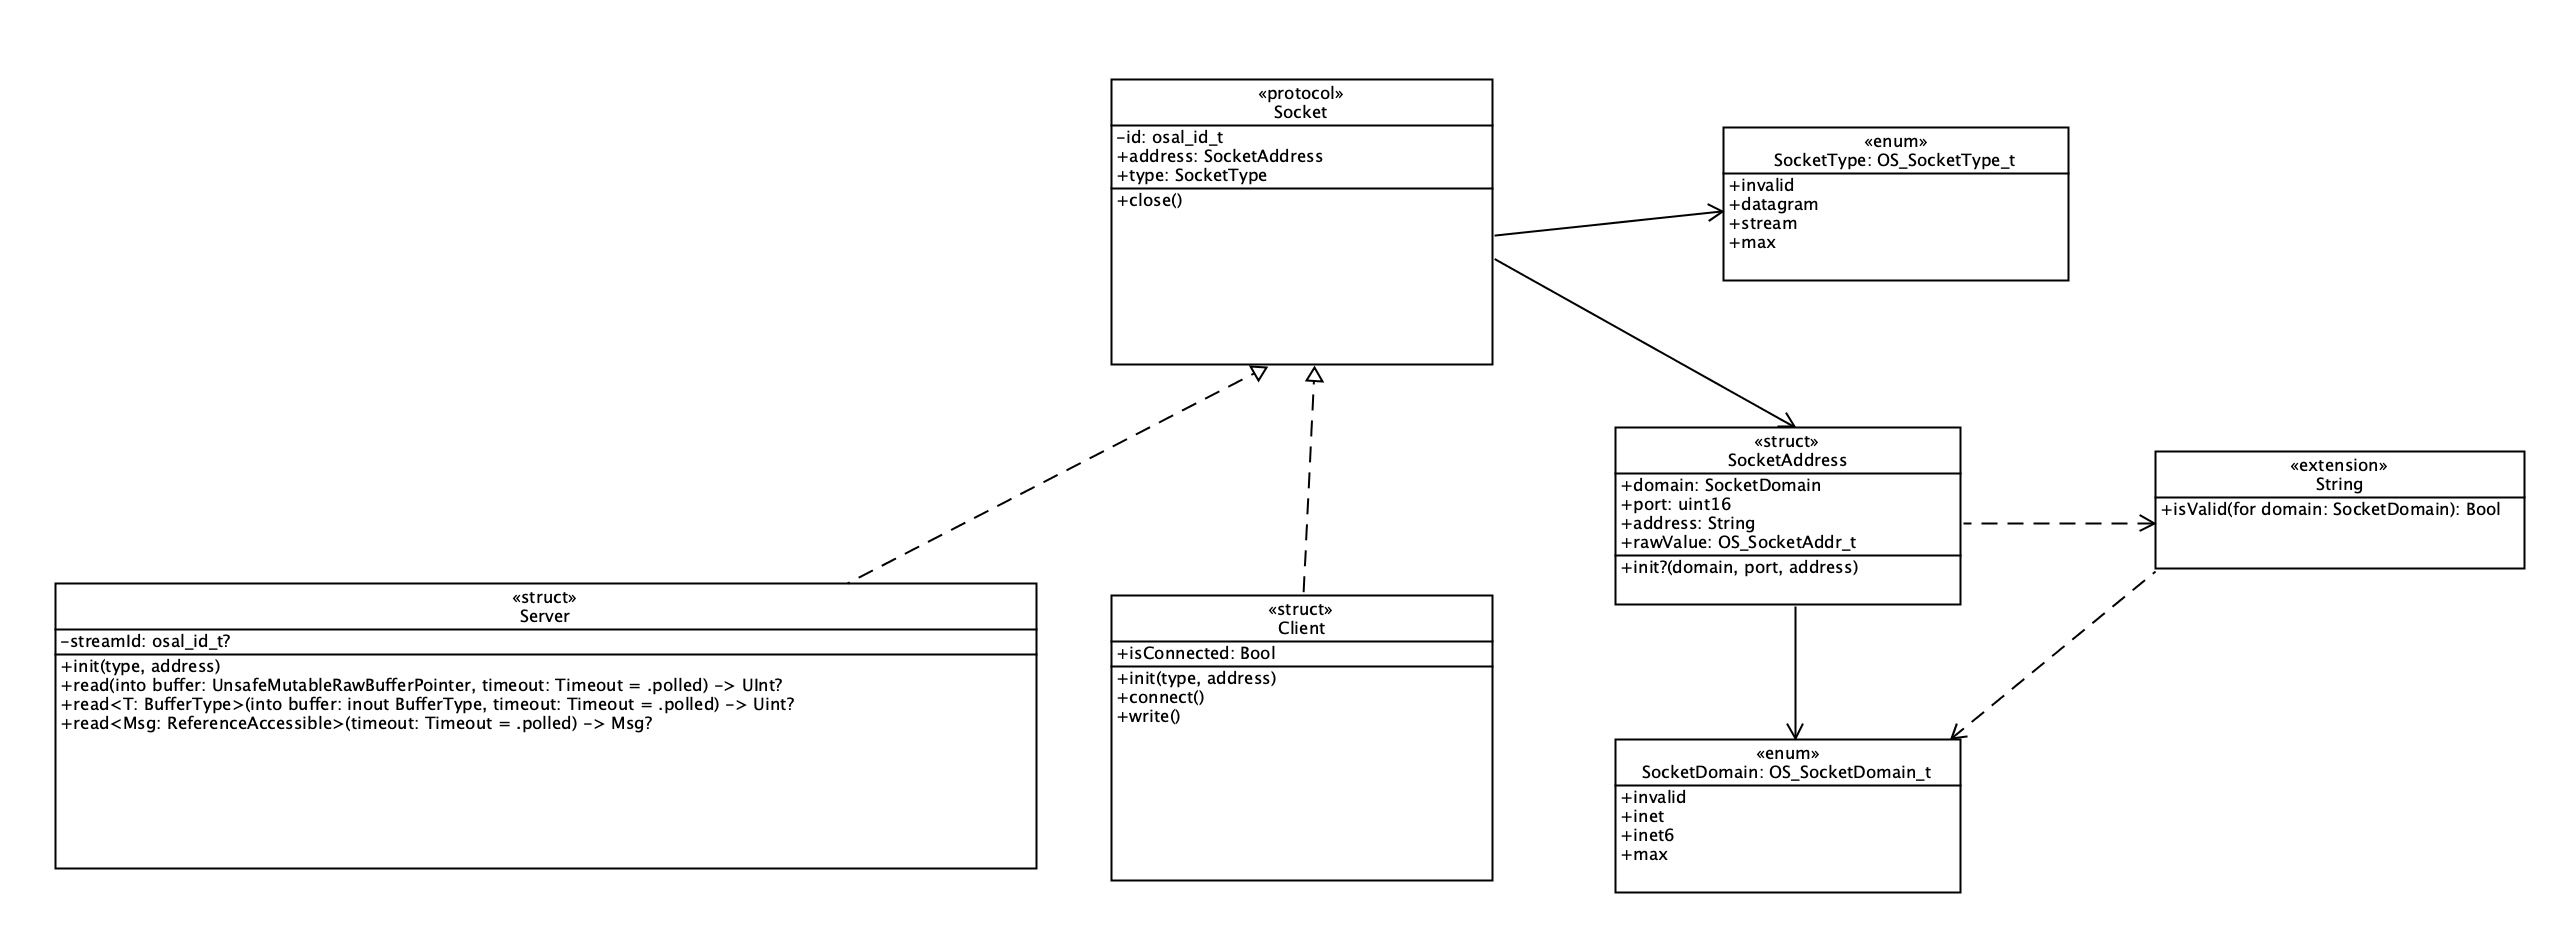 «protocol»
Socket
-id: osal_id_t
+address: SocketAddress
+type: SocketType
+close()
«enum»
SocketType: OS_SocketType_t
+invalid
+datagram
+stream
+max
«struct»
SocketAddress
+domain: SocketDomain
+port: uint16
+address: String
+rawValue: OS_SocketAddr_t
+init?(domain, port, address)
«extension»
String
+isValid(for domain: SocketDomain): Bool
«struct»
Server
-streamId: osal_id_t?
+init(type, address)
+read(into buffer: UnsafeMutableRawBufferPointer, timeout: Timeout = .polled) -> UInt?
+read<T: BufferType>(into buffer: inout BufferType, timeout: Timeout = .polled) -> Uint?
+read<Msg: ReferenceAccessible>(timeout: Timeout = .polled) -> Msg?
«struct»
Client
+isConnected: Bool
+init(type, address)
+connect()
+write()
«enum»
SocketDomain: OS_SocketDomain_t
+invalid
+inet
+inet6
+max